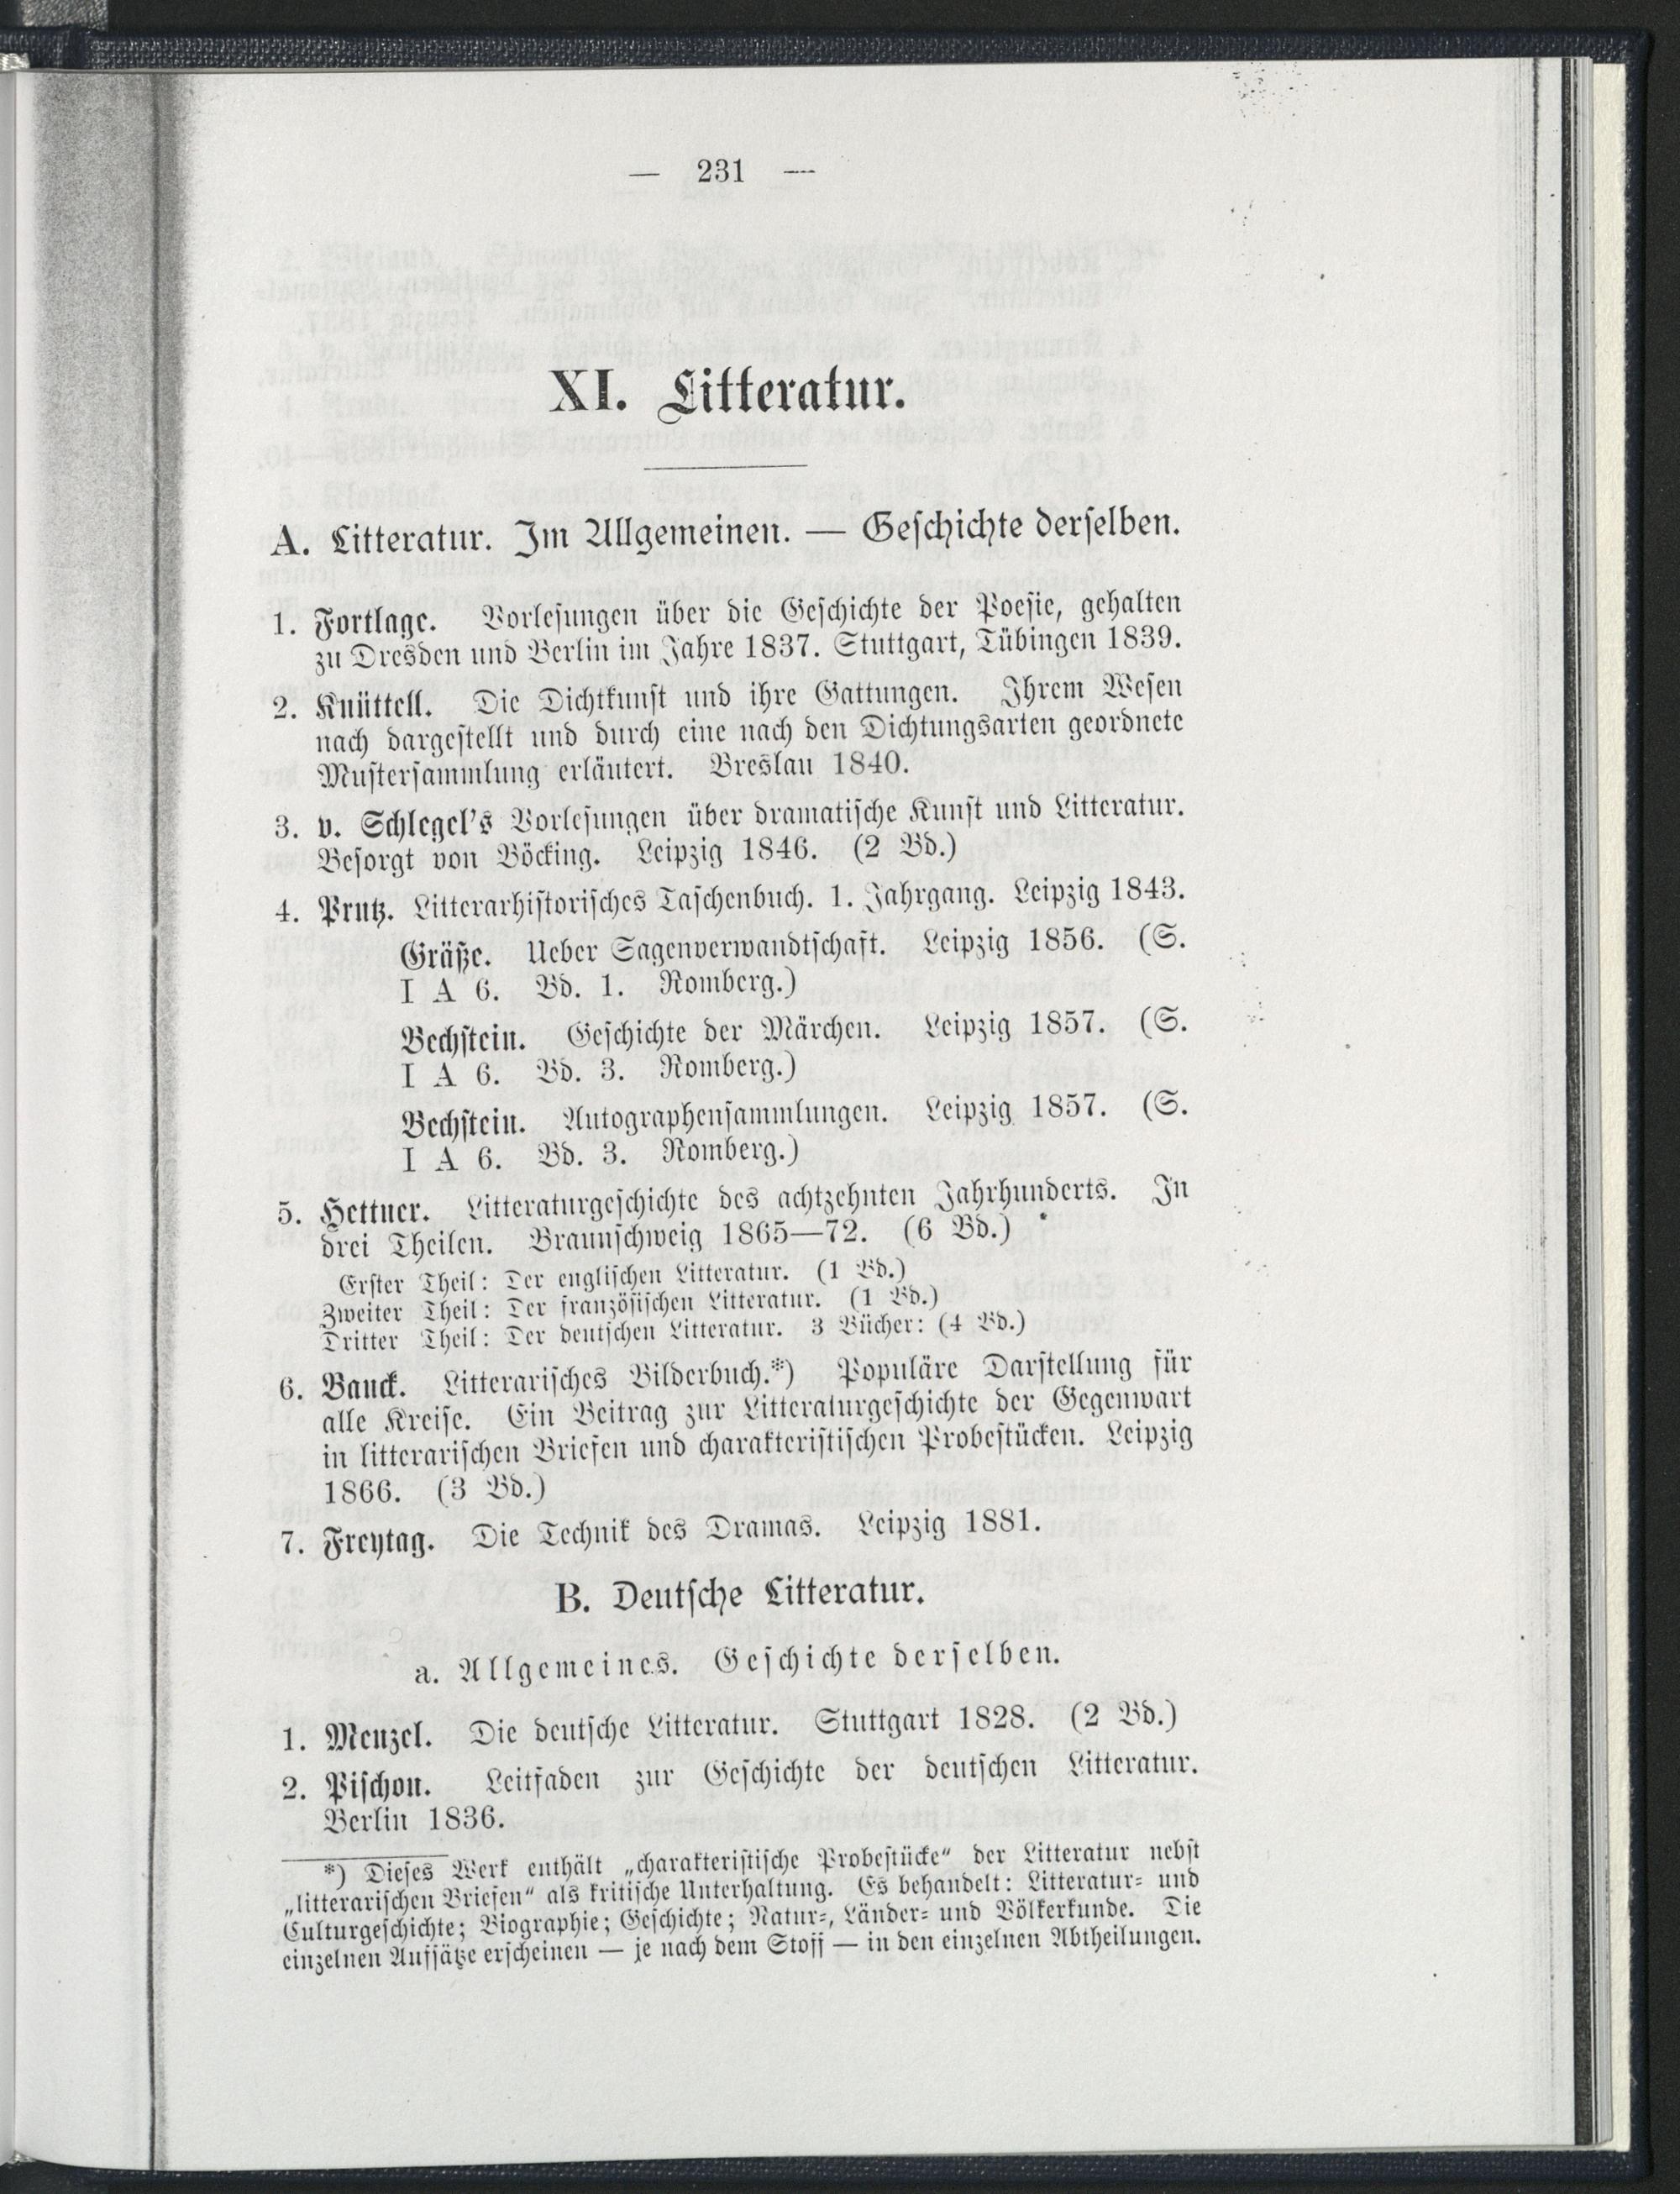 — 231 —
XI. Litteratur.
A. Litteratur. Im Allgemeinen. — Geschichte derselben.
1. Fortlage. Vorlesungen über die Geschichte der Poesie, gehalten
zu Dresden und Berlin im Jahre 1837. Stuttgart, Tübingen 1839.
2. Knüttell. Die Dichtkunst und ihre Gattungen. Ihrem Wesen
nach dargestellt und durch eine nach den Dichtungsarten geordnete
Mustersammlung erläutert. Breslau 1840.
3. v. Schlegel's Vorlesungen über dramatische Kunst und Litteratur.
Besorgt von Böcking. Leipzig 1846. (2 Bd.)
4. Prutz. Litterarhistorisches Taschenbuch. 1. Jahrgang. Leipzig 1843.
Gräße. Ueber Sagenverwandtschaft. Leipzig 1856. (S.
I A 6. Bd. 1. Romberg.)
Bechstein. Geschichte der Märchen. Leipzig 1857. (S.
I A 6. Bd. 3. Romberg.)
Bechstein. Autographensammlungen. Leipzig 1857. (S.
I A 6. Bd. 3. Romberg.)
5. Hettner. Litteraturgeschichte des achtzehnten Jahrhunderts. In
drei Theilen. Braunschweig 1865—72. (6 Bd.)
Erster Theil: Der englischen Litteratur. (1 Bd.)
Zweiter Theil: Der französischen Litteratur. (1 Bd.)
Dritter Theil: Der deutschen Litteratur. 3 Bücher: (4 Bd.)
6. Banck. Litterarisches Bilderbuch.*) Populäre Darstellung für
alle Kreise. Ein Beitrag zur Litteraturgeschichte der Gegenwart
in litterarischen Briefen und charakteristischen Probestücken. Leipzig
1866. (3 Bd.)
7. Freytag. Die Technik des Dramas. Leipzig 1881.
B. Deutsche Litteratur.
a. Allgemeines. Geschichte derselben.
1. Menzel. Die deutsche Litteratur. Stuttgart 1828. (2 Bd.)
2. Pischon. Leitfaden zur Geschichte der deutschen Litteratur.
Berlin 1836.
*) Dieses Werk enthält „charakteristische Probestücke“ der Litteratur nebst
„litterarischen Briefen“ als kritische Unterhaltung. Es behandelt: Litteratur- und
Culturgeschichte; Biographie; Geschichte; Natur-, Länder- und Völkerkunde. Die
einzelnen Aufsätze erscheinen — je nach dem Stoff — in den einzelnen Abtheilungen.